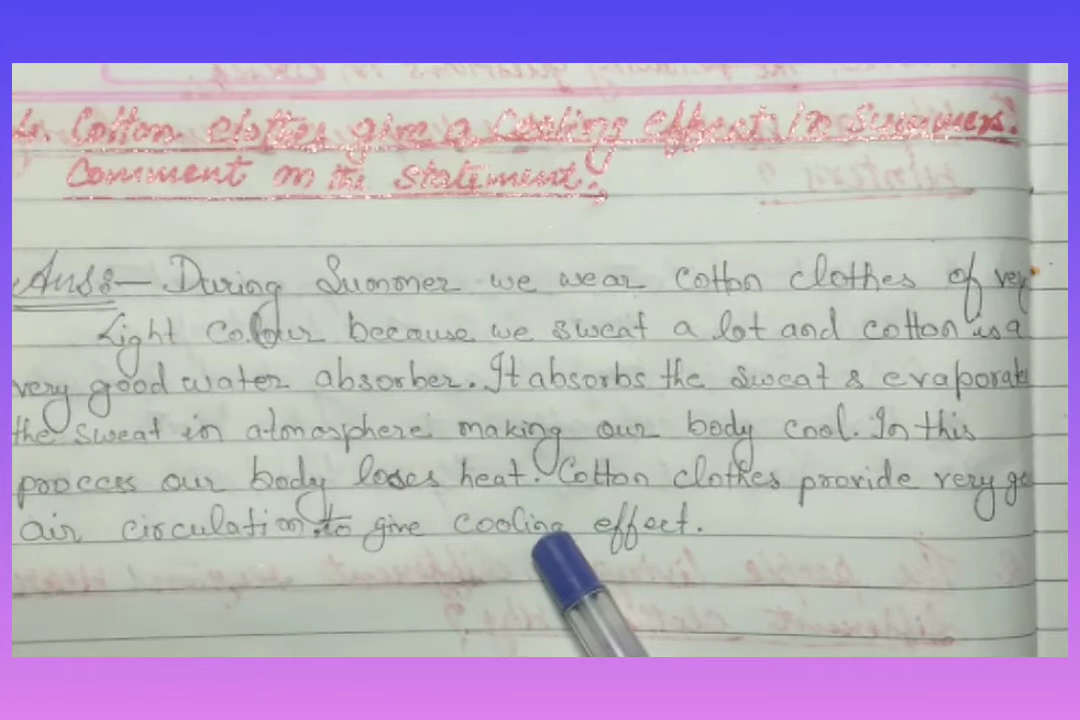 4. Cotton clothes give a cooling effect in Summers.
Comment on the statement.
Ans:- During Summer we wear cotton clothes of very
Light Colour because we sweat a lot and cotton is a
very good water absorber. It absorbs the sweat & evaporate
the sweat in atmosphere making our body cool. In this
process our body loses heat. Cotton clothes provide very go
air circulation to give cooling effect.